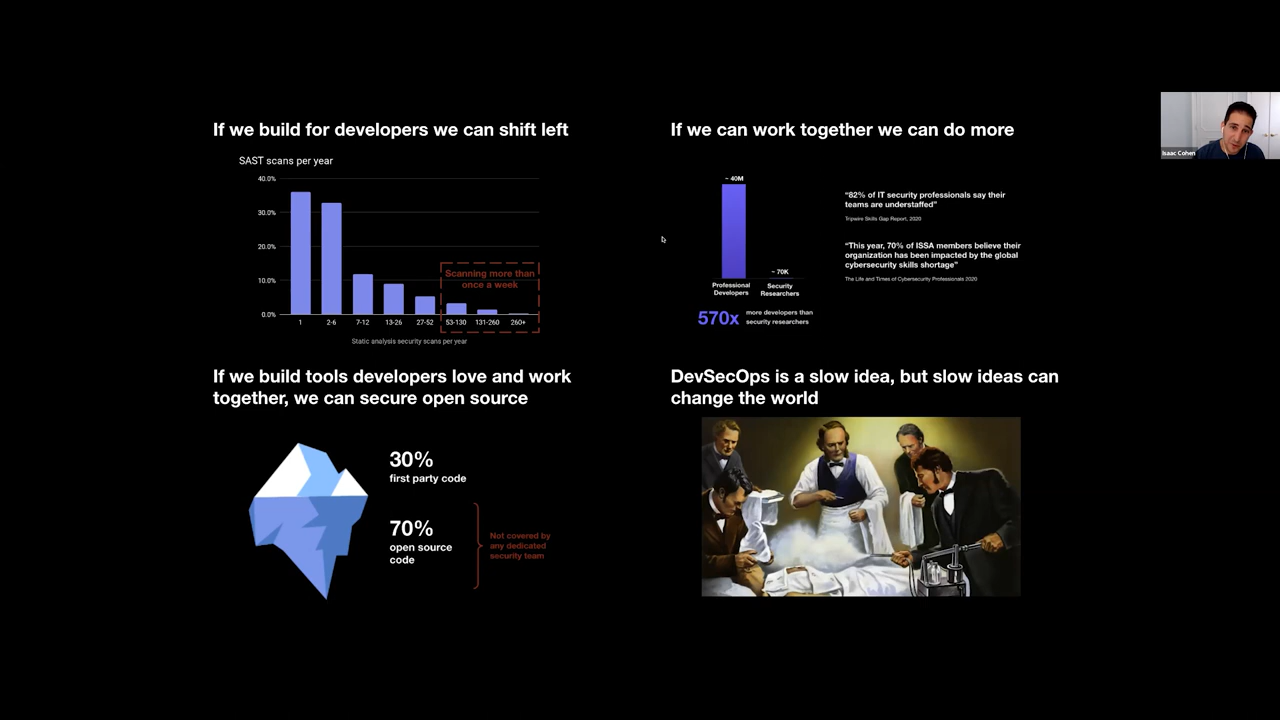 If we build for developers we can shift left
SAST scans per year
40.0%
30.0%
20.0%
10.0%
0.0%
Scanning more than
once a week
1 2-6 7-12 13-26 27-52 53-130 131-260 260+
Static analysis security scans per year
If we can work together we can do more
~ 40M
~ 70K
Professional
Developers
Security
Researchers
570x
more developers than
security researchers
“82% of IT security professionals say their
teams are understaffed”
Tripwire Skills Gap Report, 2020
“This year, 70% of ISSA members believe their
organization has been impacted by the global
cybersecurity skills shortage”
The Life and Times of Cybersecurity Professionals 2020
Isaac Cohen
If we build tools developers love and work
together, we can secure open source
30%
first party code
70%
open source
code
Not covered by
any dedicated
security team
DevSecOps is a slow idea, but slow ideas can
change the world